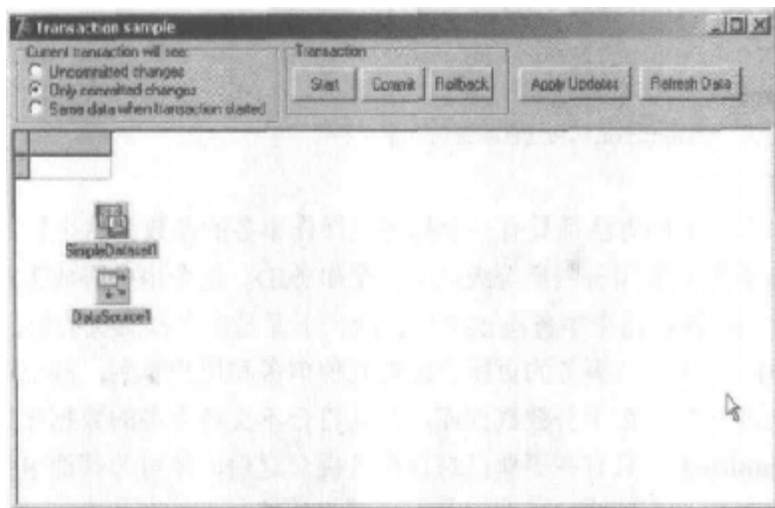 Transaction sample
Current transaction will see:
Uncommitted changes
Only committed changes
Same data when transaction started
Transaction
Start
Commit
Rollback
Apply Updates
Refresh Data
SimpleDataset1
DataSource1